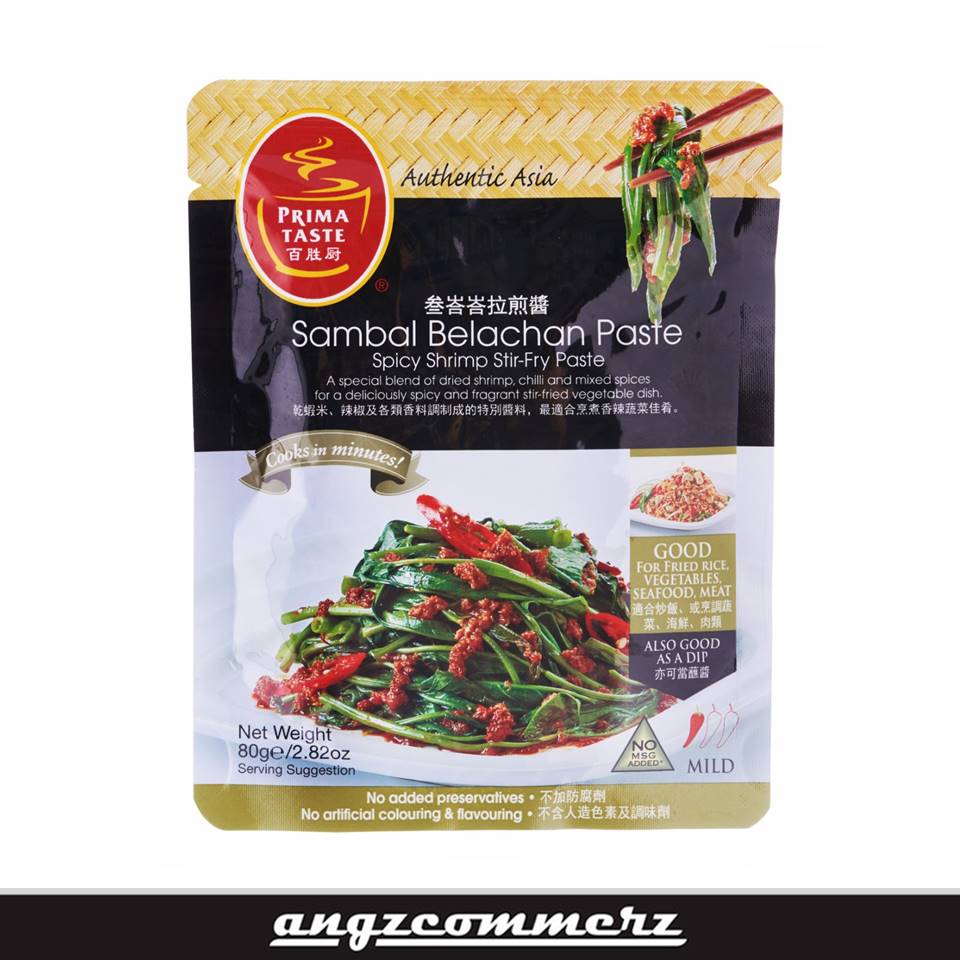 Authentic Asia
PRIMA
TASTE
百胜厨
®
叁峇峇拉煎醬
Sambal Belachan Paste
Spicy Shrimp Stir-Fry Paste
A special blend of dried shrimp, chilli and mixed spices
for a deliciously spicy and fragrant stir-fried vegetable dish.
乾蝦米、辣椒及各類香料調制成的特別醬料，最適合烹煮香辣蔬菜佳肴。
Cooks in minutes!
GOOD
FOR FRIED RICE,
VEGETABLES,
SEAFOOD, MEAT
適合炒飯、或烹調蔬
菜、海鮮、肉類
ALSO GOOD
AS A DIP
亦可當蘸醬
Net Weight
80g℮/2.82oz
Serving Suggestion
NO
MSG
ADDED*
MILD
No added preservatives • 不加防腐劑
No artificial colouring & flavouring • 不含人造色素及調味劑
angzcommerz